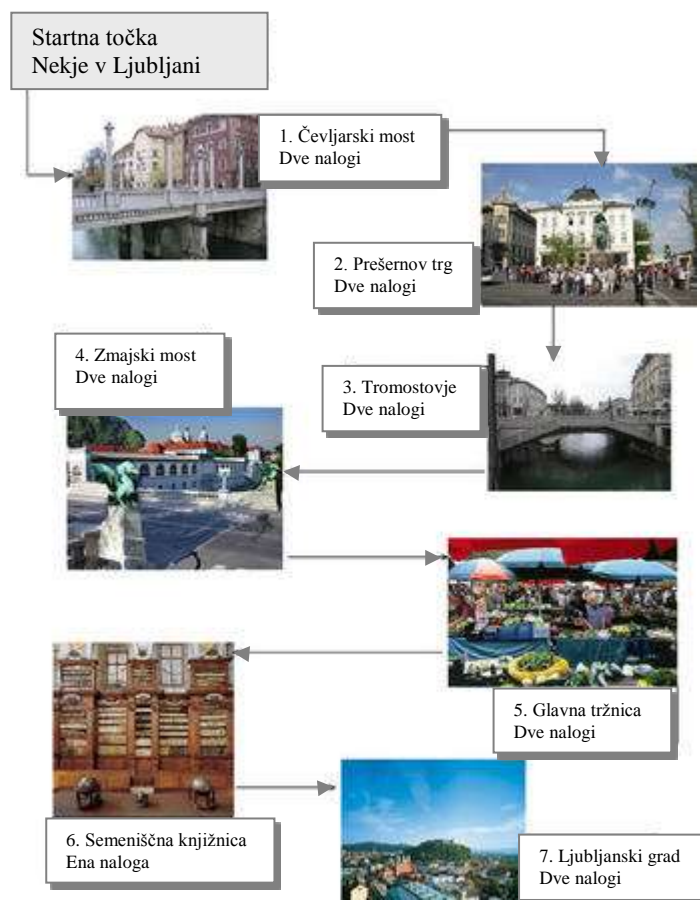 Startna točka
Nekje v Ljubljani
1. Čevljarski most
Dve nalogi
2. Prešernov trg
Dve nalogi
3. Tromostovje
Dve nalogi
4. Zmajski most
Dve nalogi
5. Glavna tržnica
Dve nalogi
6. Semeniščna knjižnica
Ena naloga
7. Ljubljanski grad
Dve nalogi